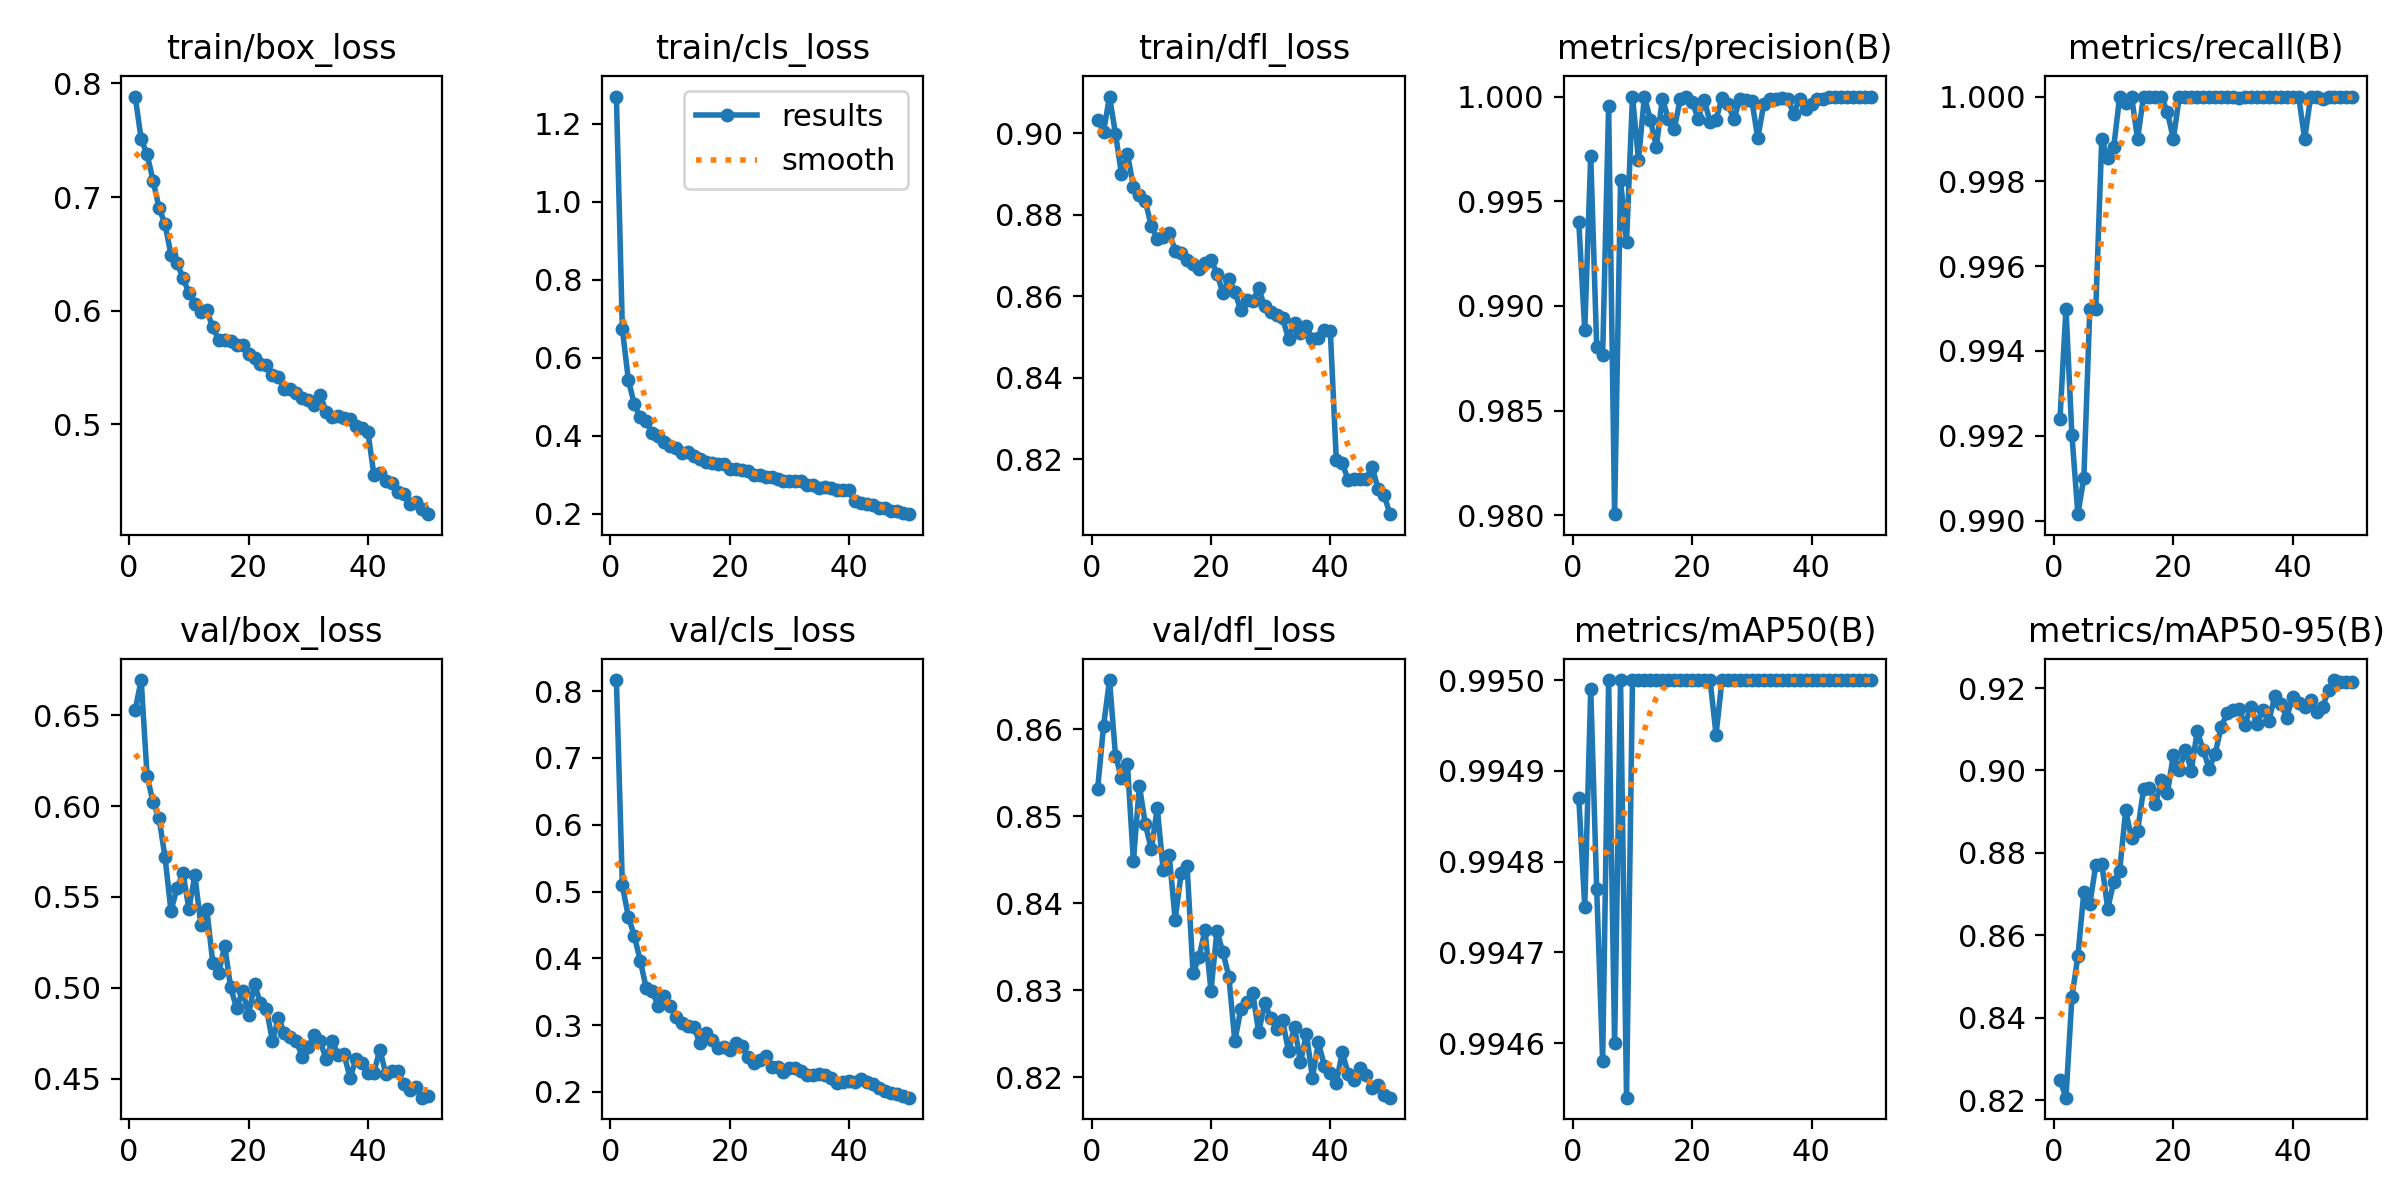 train/box_loss
0.8
0.7
0.6
0.5
0 20 40
train/cls_loss
results
smooth
1.2
1.0
0.8
0.6
0.4
0.2
0 20 40
train/dfl_loss
0.90
0.88
0.86
0.84
0.82
0 20 40
metrics/precision(B)
1.000
0.995
0.990
0.985
0.980
0 20 40
metrics/recall(B)
1.000
0.998
0.996
0.994
0.992
0.990
0 20 40
val/box_loss
0.65
0.60
0.55
0.50
0.45
0 20 40
val/cls_loss
0.8
0.7
0.6
0.5
0.4
0.3
0.2
0 20 40
val/dfl_loss
0.86
0.85
0.84
0.83
0.82
0 20 40
metrics/mAP50(B)
0.9950
0.9949
0.9948
0.9947
0.9946
0 20 40
metrics/mAP50-95(B)
0.92
0.90
0.88
0.86
0.84
0.82
0 20 40